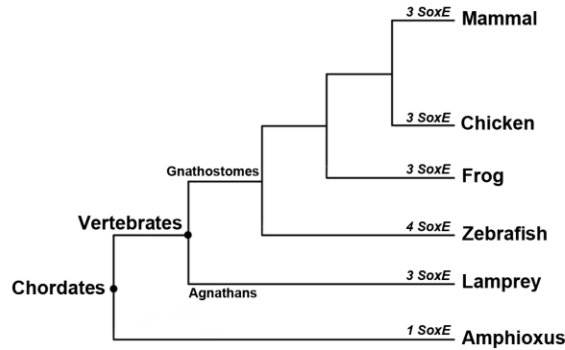 3 SoxE
Mammal
3 SoxE
Chicken
Gnathostomes
3 SoxE
Frog
Vertebrates
4 SoxE
Zebrafish
3 SoxE
Lamprey
Chordates
Agnathans
1 SoxE
Amphioxus